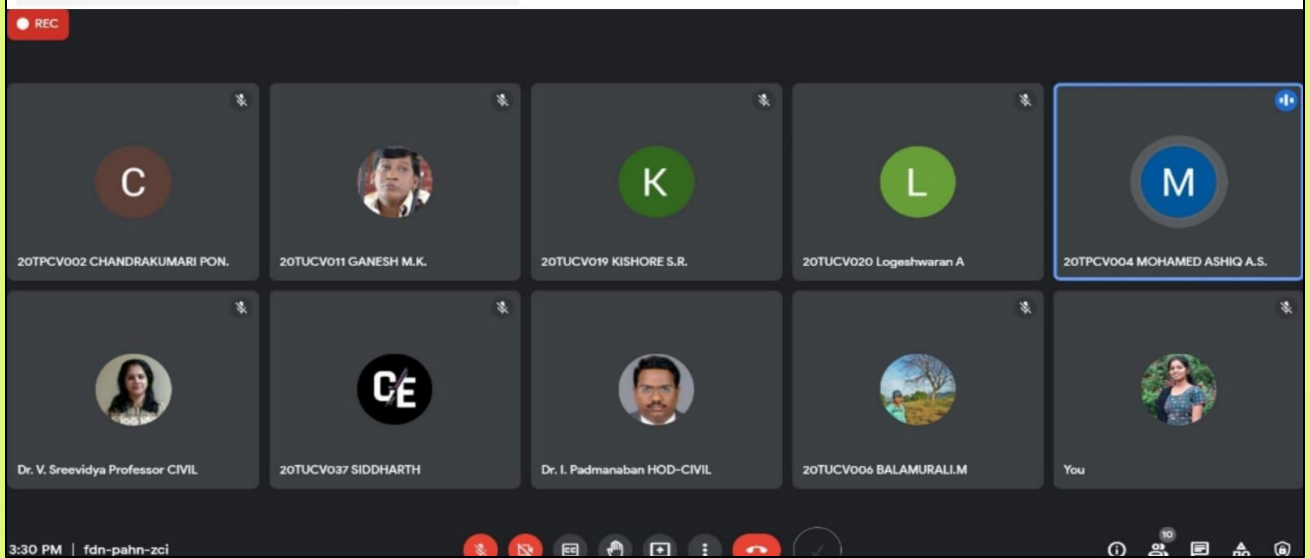 REC
C
K
L
M
20TPCV002 CHANDRAKUMARI PON.
20TUCV011 GANESH M.K.
20TUCV019 KISHORE S.R.
20TUCV020 Logeshwaran A
20TPCV004 MOHAMED ASHIQ A.S.
CE
Dr. V. Sreevidya Professor CIVIL
20TUCV037 SIDDHARTH
Dr. I. Padmanaban HOD-CIVIL
20TUCV006 BALAMURALI.M
You
3:30 PM | fdn-pahn-zci
CC
10